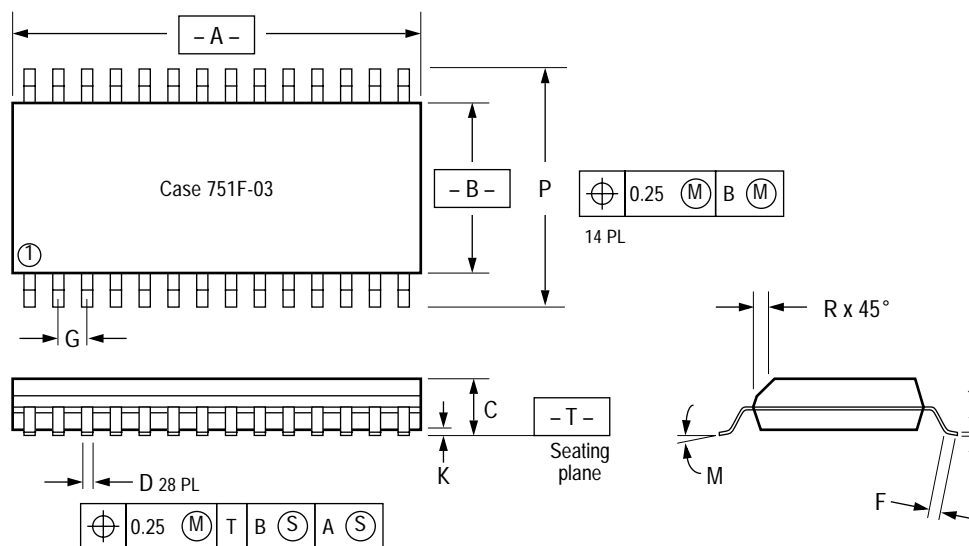 – A –
Case 751F-03
– B –
P
⌖ 0.25 Ⓜ B Ⓜ
14 PL
①
G
R x 45°
C
– T –
Seating
plane
K
M
D 28 PL
F
⌖ 0.25 Ⓜ T B Ⓢ A Ⓢ